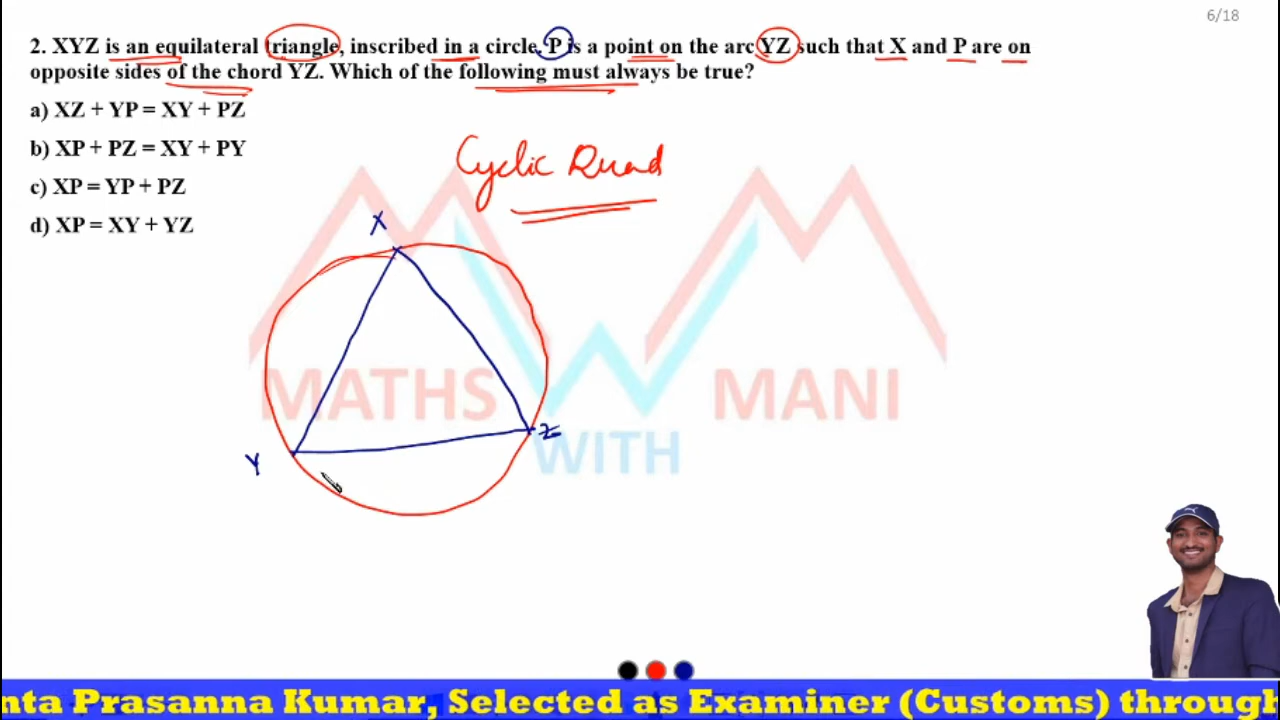 6/18
2. XYZ is an equilateral triangle, inscribed in a circle. P is a point on the arc YZ such that X and P are on
opposite sides of the chord YZ. Which of the following must always be true?
a) XZ + YP = XY + PZ
b) XP + PZ = XY + PY
c) XP = YP + PZ
d) XP = XY + YZ
Cyclic Quad
X
Y
Z
MATHS
WITH
MANI
nta Prasanna Kumar, Selected as Examiner (Customs) through